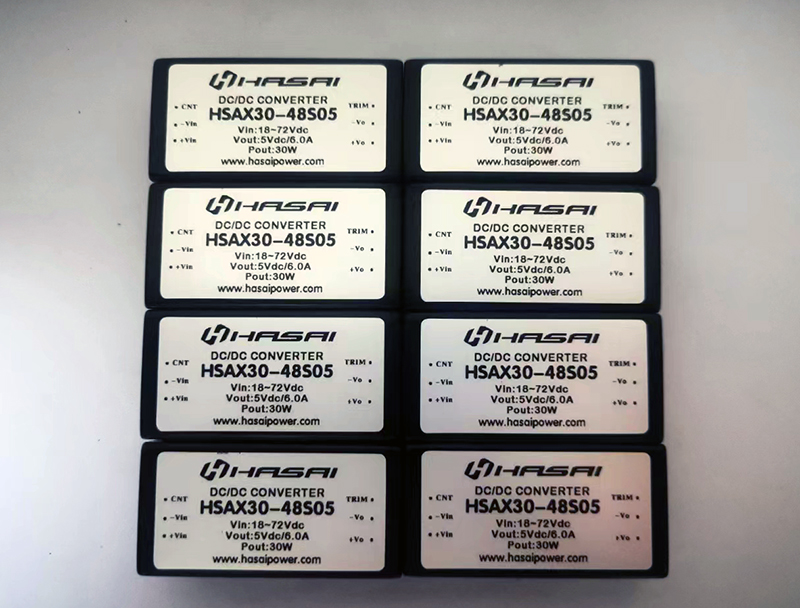 HASAI
DC/DC CONVERTER
• CNT HSAX30-48S05 TRIM •
• -Vin Vin:18~72Vdc -Vo •
• +Vin Vout:5Vdc/6.0A +Vo •
Pout:30W
www.hasaipower.com
HASAI
DC/DC CONVERTER
• CNT HSAX30-48S05 TRIM •
• -Vin Vin:18~72Vdc -Vo •
• +Vin Vout:5Vdc/6.0A +Vo •
Pout:30W
www.hasaipower.com
HASAI
DC/DC CONVERTER
• CNT HSAX30-48S05 TRIM •
• -Vin Vin:18~72Vdc -Vo •
• +Vin Vout:5Vdc/6.0A +Vo •
Pout:30W
www.hasaipower.com
HASAI
DC/DC CONVERTER
• CNT HSAX30-48S05 TRIM •
• -Vin Vin:18~72Vdc -Vo •
• +Vin Vout:5Vdc/6.0A +Vo •
Pout:30W
www.hasaipower.com
HASAI
DC/DC CONVERTER
• CNT HSAX30-48S05 TRIM •
• -Vin Vin:18~72Vdc -Vo •
• +Vin Vout:5Vdc/6.0A +Vo •
Pout:30W
www.hasaipower.com
HASAI
DC/DC CONVERTER
• CNT HSAX30-48S05 TRIM •
• -Vin Vin:18~72Vdc -Vo •
• +Vin Vout:5Vdc/6.0A +Vo •
Pout:30W
www.hasaipower.com
HASAI
DC/DC CONVERTER
• CNT HSAX30-48S05 TRIM •
• -Vin Vin:18~72Vdc -Vo •
• +Vin Vout:5Vdc/6.0A +Vo •
Pout:30W
www.hasaipower.com
HASAI
DC/DC CONVERTER
• CNT HSAX30-48S05 TRIM •
• -Vin Vin:18~72Vdc -Vo •
• +Vin Vout:5Vdc/6.0A +Vo •
Pout:30W
www.hasaipower.com